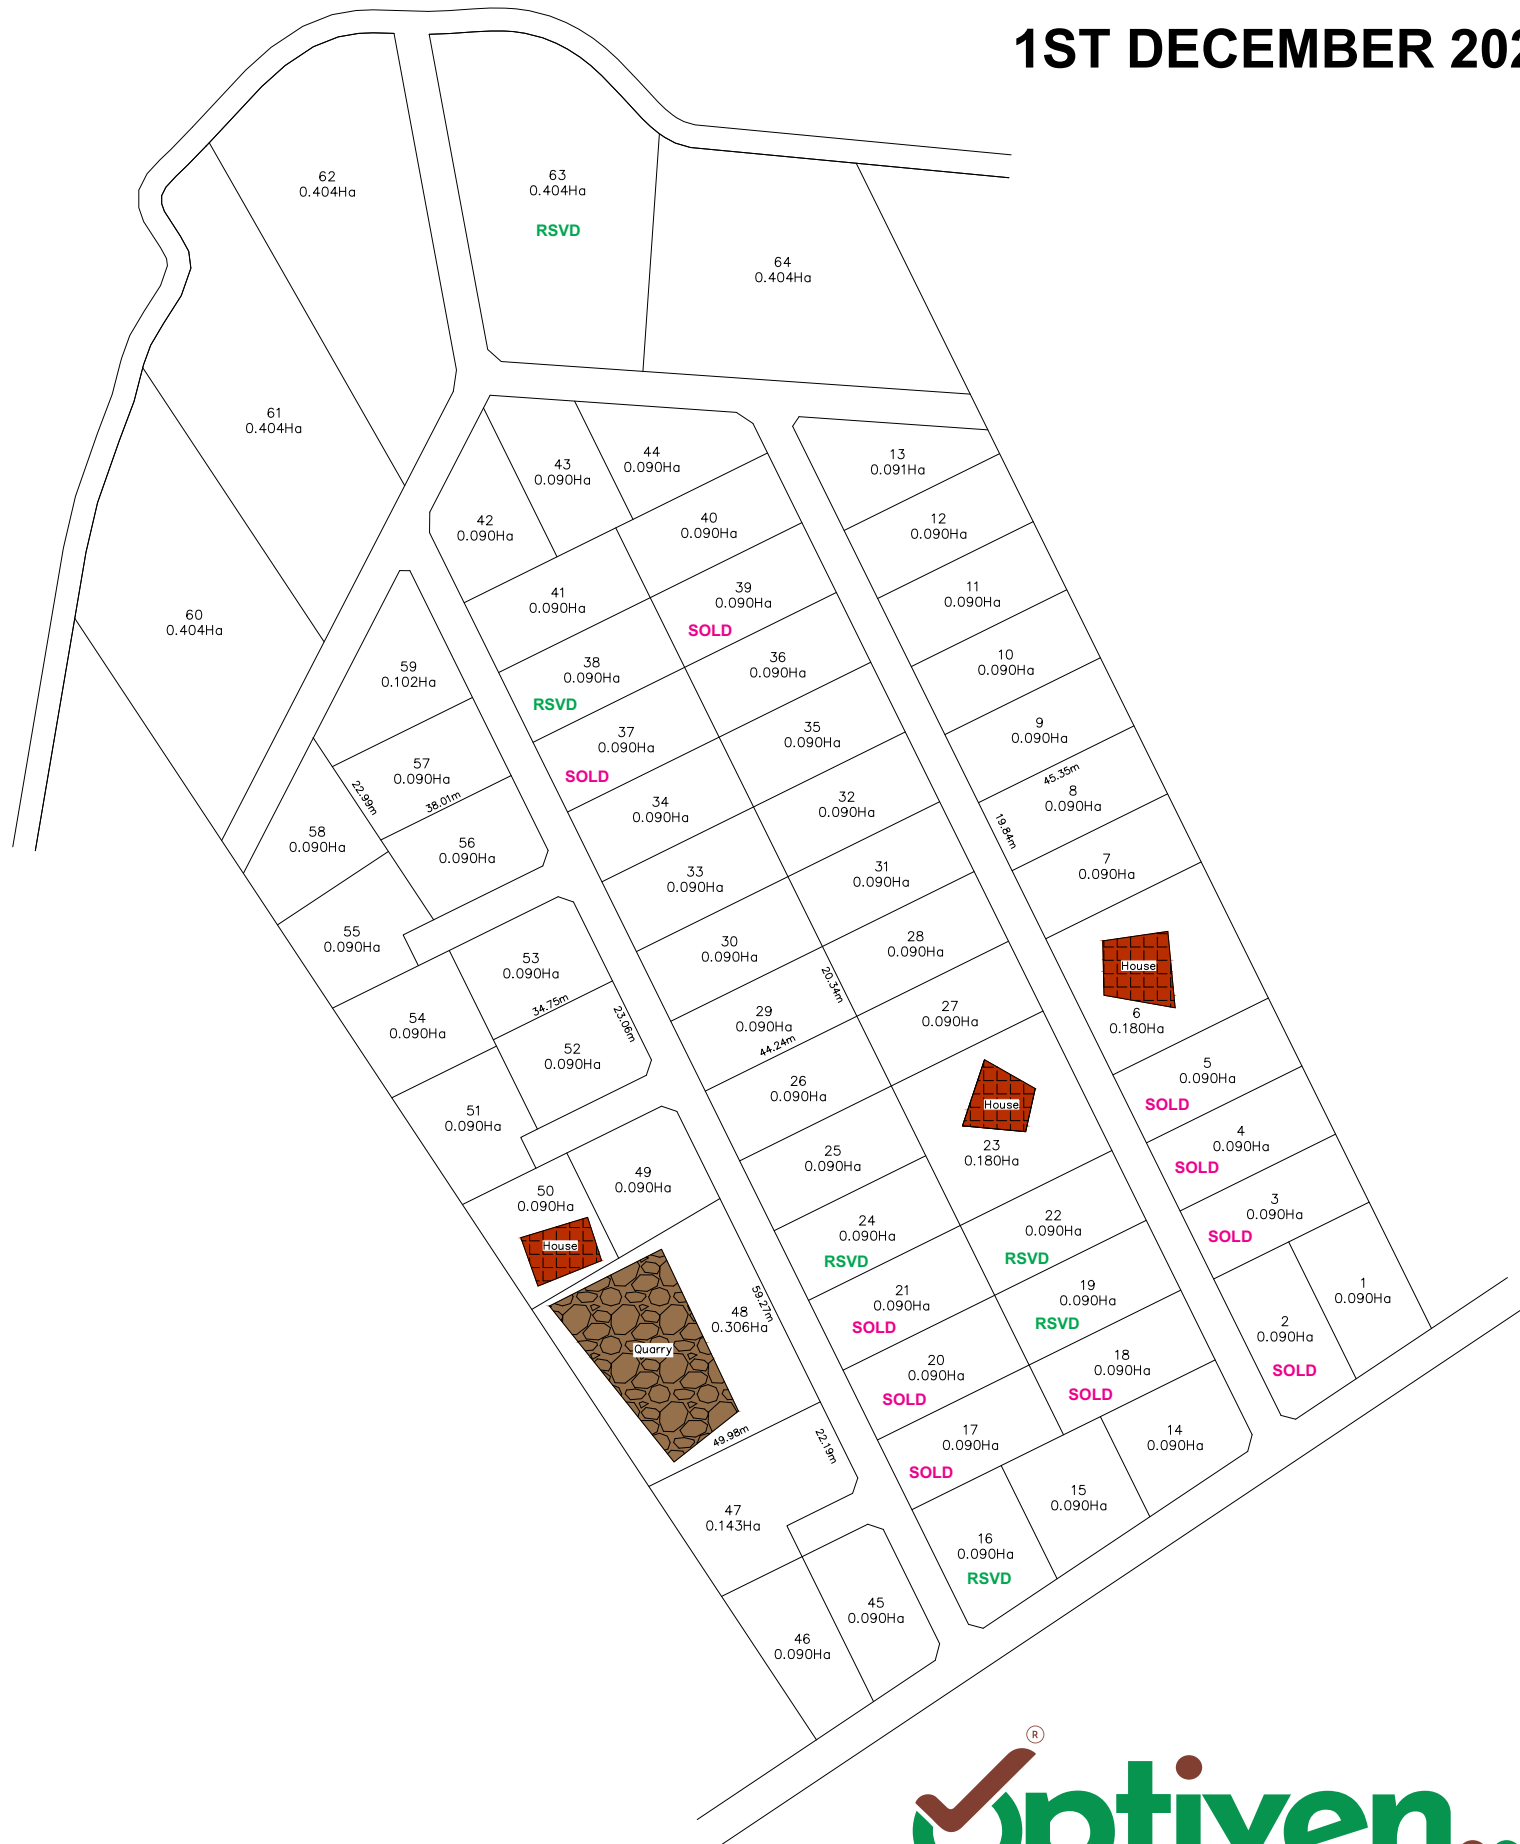 1ST DECEMBER 202
62
0.404Ha
63
0.404Ha
RSVD
64
0.404Ha
61
0.404Ha
60
0.404Ha
44
0.090Ha
43
0.090Ha
42
0.090Ha
13
0.091Ha
40
0.090Ha
12
0.090Ha
41
0.090Ha
39
0.090Ha
SOLD
11
0.090Ha
38
0.090Ha
RSVD
36
0.090Ha
10
0.090Ha
59
0.102Ha
37
0.090Ha
SOLD
35
0.090Ha
9
0.090Ha
45.35m
57
0.090Ha
38.01m
22.99m
34
0.090Ha
32
0.090Ha
8
0.090Ha
19.84m
58
0.090Ha
56
0.090Ha
33
0.090Ha
31
0.090Ha
7
0.090Ha
55
0.090Ha
53
0.090Ha
34.75m
30
0.090Ha
28
0.090Ha
20.34m
House
6
0.180Ha
54
0.090Ha
52
0.090Ha
23.06m
29
0.090Ha
44.24m
27
0.090Ha
5
0.090Ha
SOLD
51
0.090Ha
26
0.090Ha
House
23
0.180Ha
4
0.090Ha
SOLD
50
0.090Ha
House
49
0.090Ha
25
0.090Ha
3
0.090Ha
SOLD
24
0.090Ha
RSVD
22
0.090Ha
RSVD
1
0.090Ha
59.27m
48
0.306Ha
Quarry
49.98m
21
0.090Ha
SOLD
19
0.090Ha
RSVD
2
0.090Ha
SOLD
20
0.090Ha
SOLD
18
0.090Ha
SOLD
22.19m
17
0.090Ha
SOLD
14
0.090Ha
47
0.143Ha
15
0.090Ha
16
0.090Ha
RSVD
45
0.090Ha
46
0.090Ha
®
Optiven